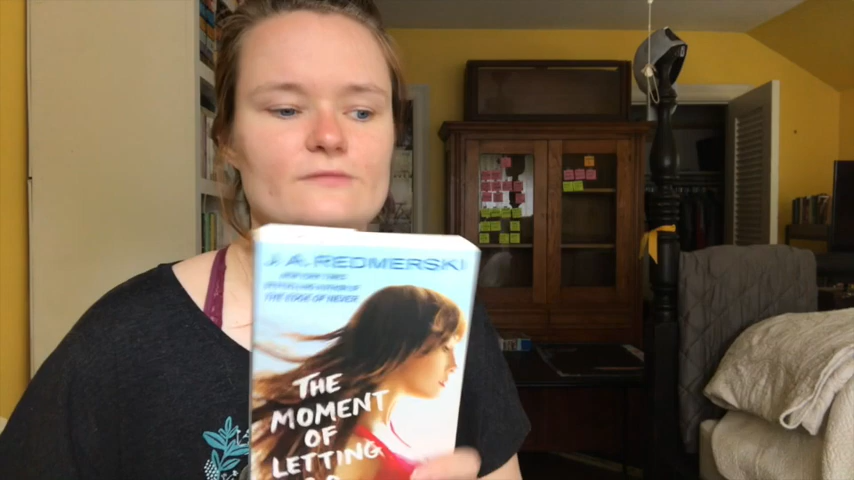 J. A. REDMERSKI
NEW YORK TIMES
BESTSELLING AUTHOR OF
THE EDGE OF NEVER
THE
MOMENT
OF
LETTING